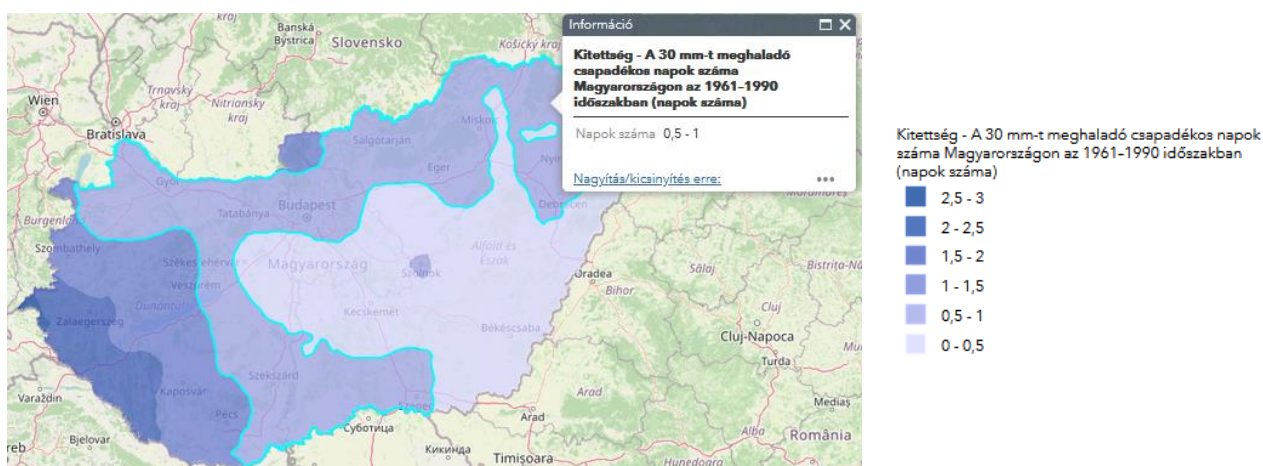 Információ
Kitettség - A 30 mm-t meghaladó
csapadékos napok száma
Magyarországon az 1961-1990
időszakban (napok száma)
Napok száma 0,5 - 1
Nagyítás/kicsinyítés erre:
kraj
Banská
Bystrica
Slovensko
Košický kraj
Trnavský
kraj
Nitriansky
kraj
Wien
Bratislava
Salgótarján
Miskolc
Eger
Győr
Nyír
Debrecen
Maramureș
Tatabánya
Budapest
Burgenland
Szombathely
Székesfehérvár
Veszprém
Magyarország
Szolnok
Alföld és
Észak
Oradea
Bihor
Sălaj
Bistrița-Nă
Dunántúl
Zalaegerszeg
Kecskemét
Békéscsaba
Cluj
Cluj-Napoca
Mu
Turda
Szekszárd
Kaposvár
Pécs
Szeged
Arad
Mediaș
Varaždin
Суботица
Arad
Alba
România
Bjelovar
reb
Кикинда
Timișoara
Hunedoara
Kitettség - A 30 mm-t meghaladó csapadékos napok
száma Magyarországon az 1961-1990 időszakban
(napok száma)
2,5 - 3
2 - 2,5
1,5 - 2
1 - 1,5
0,5 - 1
0 - 0,5